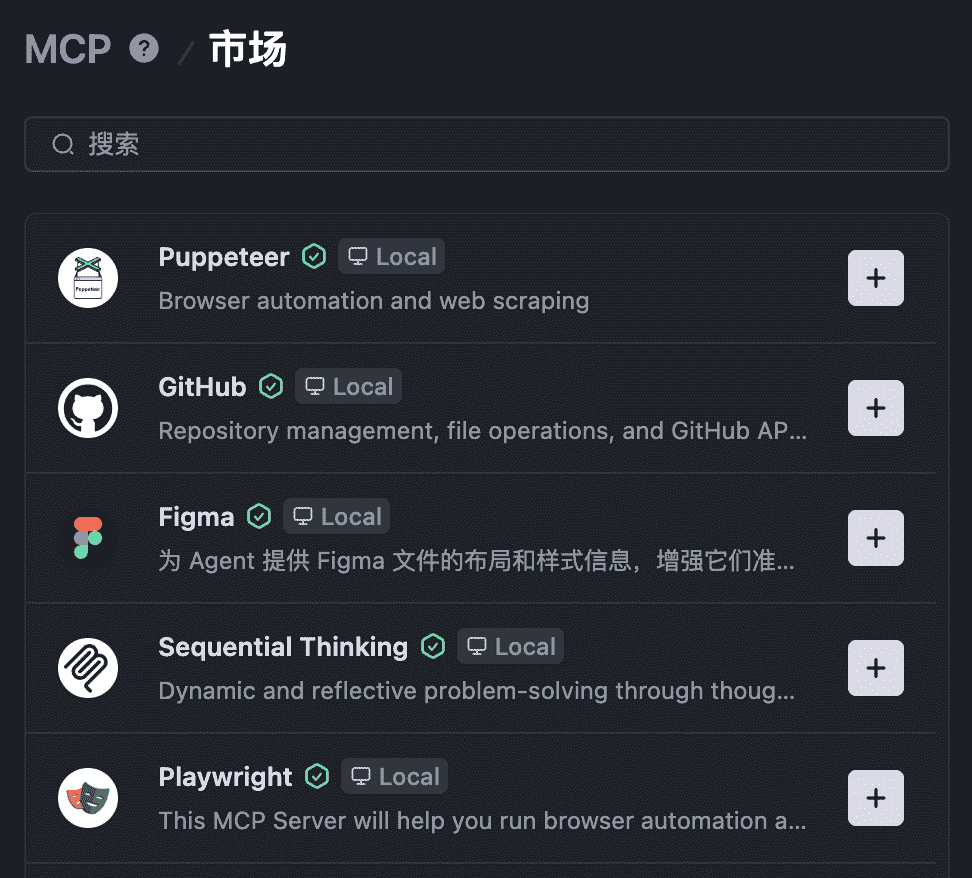 MCP ? / 市场
搜索
Puppeteer Local
Puppeteer
Browser automation and web scraping
GitHub Local
Repository management, file operations, and GitHub AP...
Figma Local
为 Agent 提供 Figma 文件的布局和样式信息，增强它们准...
Sequential Thinking Local
Dynamic and reflective problem-solving through thoug...
Playwright Local
This MCP Server will help you run browser automation a...